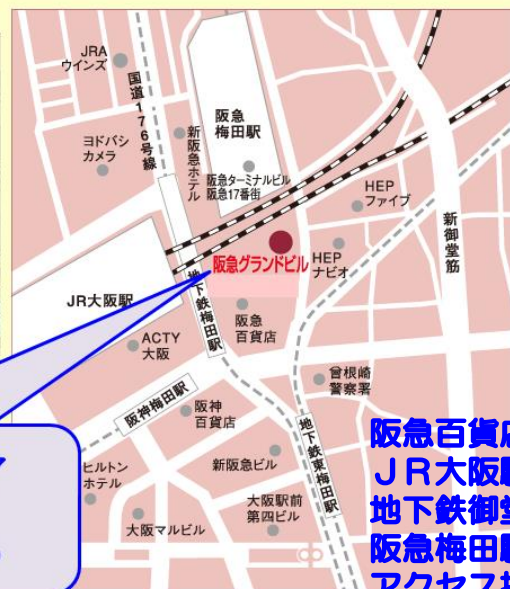 JRA
ウインズ
国道176号線
阪急
梅田駅
ヨドバシ
カメラ
新阪急ホテル
阪急ターミナルビル
阪急17番街
HEP
ファイブ
新御堂筋
阪急グランドビル
HEP
ナビオ
JR大阪駅
地下鉄梅田駅
阪急
百貨店
ACTY
大阪
曾根崎
警察署
阪神梅田駅
阪神
百貨店
地下鉄東梅田駅
ヒルトン
ホテル
新阪急ビル
大阪駅前
第四ビル
大阪マルビル
阪急百貨店
JR大阪駅
地下鉄御堂
阪急梅田駅
アクセス